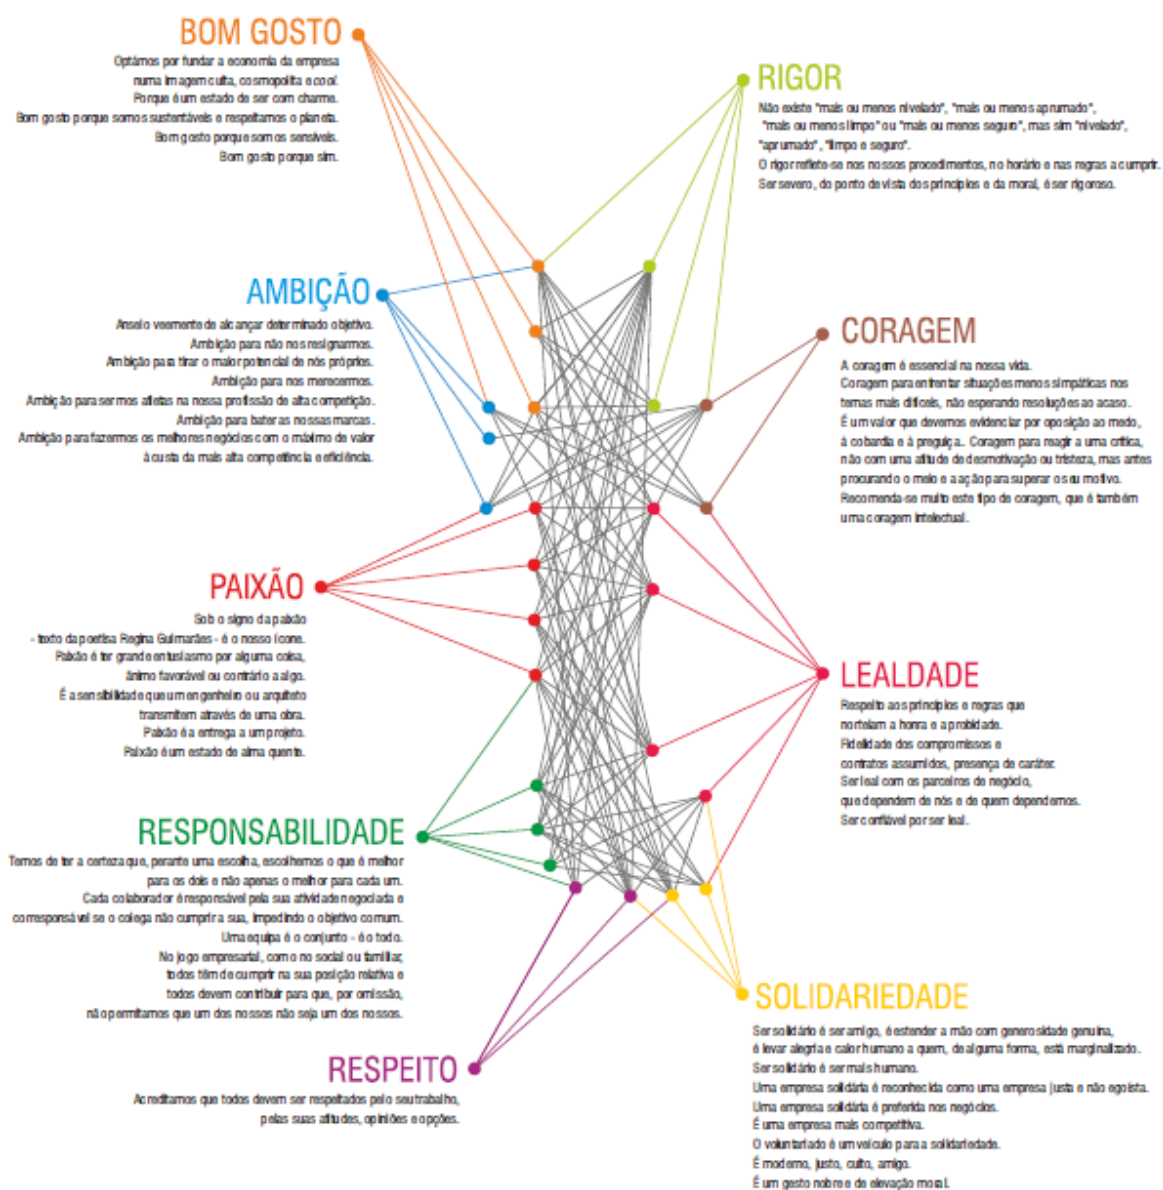 BOM GOSTO
Optámos por fundar a economia da empresa
numa imagem culta, cosmopolita e cool.
Porque é um estado de ser com charme.
Bom gosto porque somos sustentáveis e respeitamos o planeta.
Bom gosto porque somos sensíveis.
Bom gosto porque sim.
RIGOR
Não existe "mais ou menos nivelado", "mais ou menos aprumado",
"mais ou menos limpo" ou "mais ou menos seguro", mas sim "nivelado",
"aprumado", "limpo e seguro".
O rigor reflete-se nos nossos procedimentos, no horário e nas regras a cumprir.
Ser severo, do ponto de vista dos princípios e da moral, é ser rigoroso.
AMBIÇÃO
Anseio veemente de alcançar determinado objetivo.
Ambição para não nos resignarmos.
Ambição para tirar o maior potencial de nós próprios.
Ambição para nos merecermos.
Ambição para sermos atletas na nossa profissão de alta competição.
Ambição para bater as nossas marcas.
Ambição para fazermos os melhores negócios com o máximo de valor
à custa da mais alta competência e eficiência.
CORAGEM
A coragem é essencial na nossa vida.
Coragem para enfrentar situações menos simpáticas nos
temas mais difíceis, não esperando resoluções ao acaso.
É um valor que devemos evidenciar por oposição ao medo,
à cobardia e à preguiça.. Coragem para reagir a uma crítica,
não com uma atitude de desmotivação ou tristeza, mas antes
procurando o meio e a ação para superar o seu motivo.
Recomenda-se muito este tipo de coragem, que é também
uma coragem intelectual.
PAIXÃO
Sob o signo da paixão
- texto da poetisa Regina Guimarães - é o nosso ícone.
Paixão é ter grande entusiasmo por alguma coisa,
ânimo favorável ou contrário a algo.
É a sensibilidade que um engenheiro ou arquiteto
transmitem através de uma obra.
Paixão é a entrega a um projeto.
Paixão é um estado de alma quente.
LEALDADE
Respeito aos princípios e regras que
norteiam a honra e a probidade.
Fidelidade dos compromissos e
contratos assumidos, presença de caráter.
Ser leal com os parceiros de negócio,
que dependem de nós e de quem dependemos.
Ser confiável por ser leal.
RESPONSABILIDADE
Temos de ter a certeza que, perante uma escolha, escolhemos o que é melhor
para os dois e não apenas o melhor para cada um.
Cada colaborador é responsável pela sua atividade negociada e
corresponsável se o colega não cumprir a sua, impedindo o objetivo comum.
Uma equipa é o conjunto - é o todo.
No jogo empresarial, como no social ou familiar,
todos têm de cumprir na sua posição relativa e
todos devem contribuir para que, por omissão,
não permitamos que um dos nossos não seja um dos nossos.
SOLIDARIEDADE
Ser solidário é ser amigo, é estender a mão com generosidade genuína,
é levar alegria e calor humano a quem, de alguma forma, está marginalizado.
Ser solidário é ser mais humano.
Uma empresa solidária é reconhecida como uma empresa justa e não egoísta.
Uma empresa solidária é preferida nos negócios.
É uma empresa mais competitiva.
O voluntariado é um veículo para a solidariedade.
É moderno, justo, culto, amigo.
É um gesto nobre e de elevação moral.
RESPEITO
Acreditamos que todos devem ser respeitados pelo seu trabalho,
pelas suas atitudes, opiniões e opções.